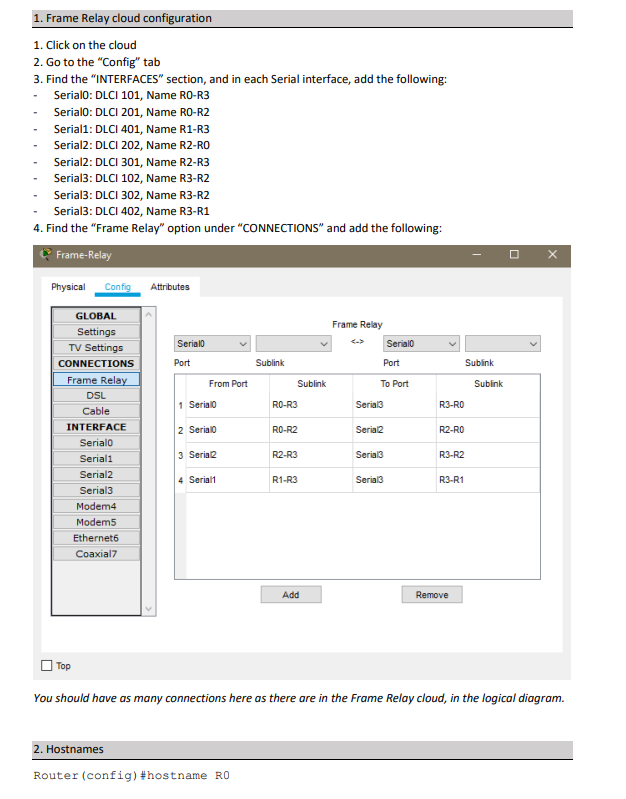 1. Frame Relay cloud configuration
1. Click on the cloud
2. Go to the “Config” tab
3. Find the “INTERFACES” section, and in each Serial interface, add the following:
- Serial0: DLCI 101, Name R0-R3
- Serial0: DLCI 201, Name R0-R2
- Serial1: DLCI 401, Name R1-R3
- Serial2: DLCI 202, Name R2-R0
- Serial2: DLCI 301, Name R2-R3
- Serial3: DLCI 102, Name R3-R2
- Serial3: DLCI 302, Name R3-R2
- Serial3: DLCI 402, Name R3-R1
4. Find the “Frame Relay” option under “CONNECTIONS” and add the following:
Frame-Relay
Physical Config Attributes
GLOBAL
Settings
TV Settings
CONNECTIONS
Frame Relay
DSL
Cable
INTERFACE
Serial0
Serial1
Serial2
Serial3
Modem4
Modem5
Ethernet6
Coaxial7
Frame Relay
Serial0 <-> Serial0
Port Sublink Port Sublink
From Port Sublink To Port Sublink
1 Serial0 R0-R3 Serial3 R3-R0
2 Serial0 R0-R2 Serial2 R2-R0
3 Serial2 R2-R3 Serial3 R3-R2
4 Serial1 R1-R3 Serial3 R3-R1
Add Remove
Top
You should have as many connections here as there are in the Frame Relay cloud, in the logical diagram.
2. Hostnames
Router(config)#hostname R0